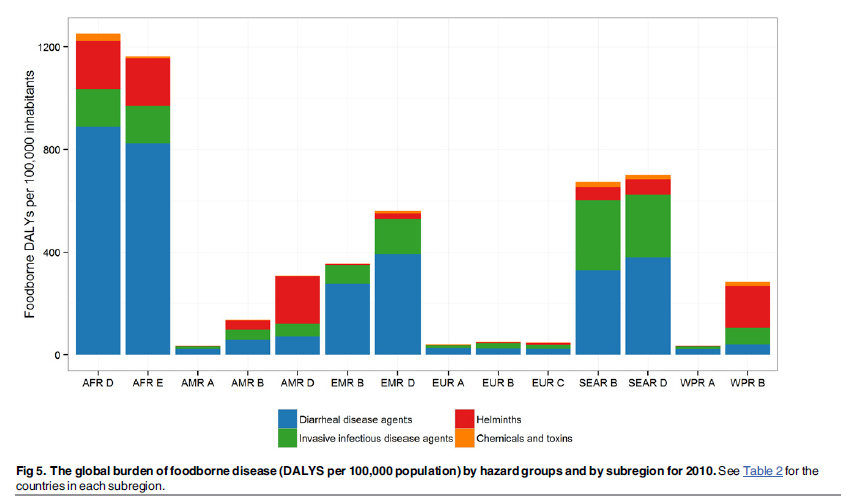 Foodborne DALYs per 100,000 inhabitants
1200
800
400
0
AFR D AFR E AMR A AMR B AMR D EMR B EMR D EUR A EUR B EUR C SEAR B SEAR D WPR A WPR B
Diarrheal disease agents Helminths
Invasive infectious disease agents Chemicals and toxins
Fig 5. The global burden of foodborne disease (DALYS per 100,000 population) by hazard groups and by subregion for 2010. See Table 2 for the
countries in each subregion.